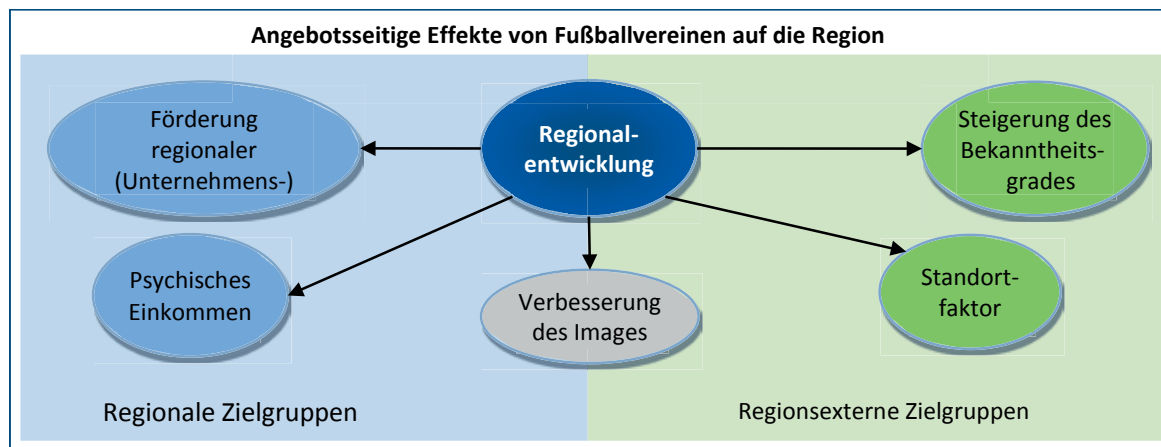 Angebotsseitige Effekte von Fußballvereinen auf die Region
Förderung
regionaler
(Unternehmens-)
Regional-
entwicklung
Steigerung des
Bekanntheits-
grades
Psychisches
Einkommen
Verbesserung
des Images
Standort-
faktor
Regionale Zielgruppen
Regionsexterne Zielgruppen